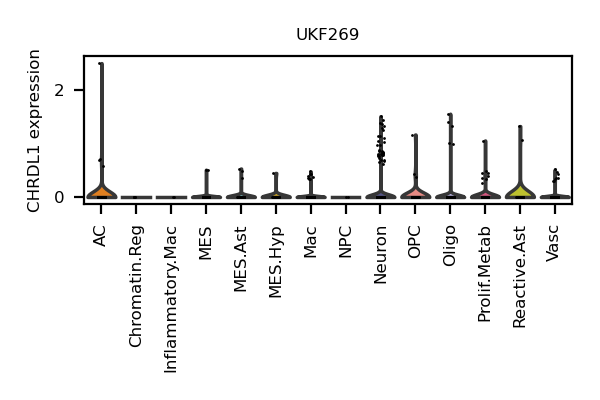 UKF269
CHRDL1 expression
2
0
AC
Chromatin.Reg
Inflammatory.Mac
MES
MES.Ast
MES.Hyp
Mac
NPC
Neuron
OPC
Oligo
Prolif.Metab
Reactive.Ast
Vasc